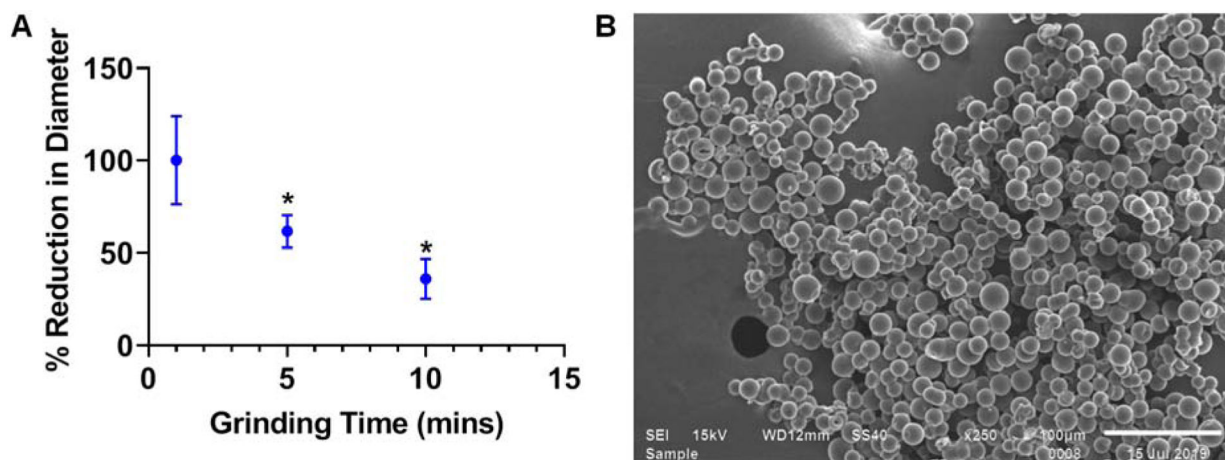 A
B
% Reduction in Diameter
150
100
50
0
*
*
0 5 10 15
Grinding Time (mins)
SEI 15kV WD12mm SS40 x250 100µm
Sample 0008 15 Jul 2019